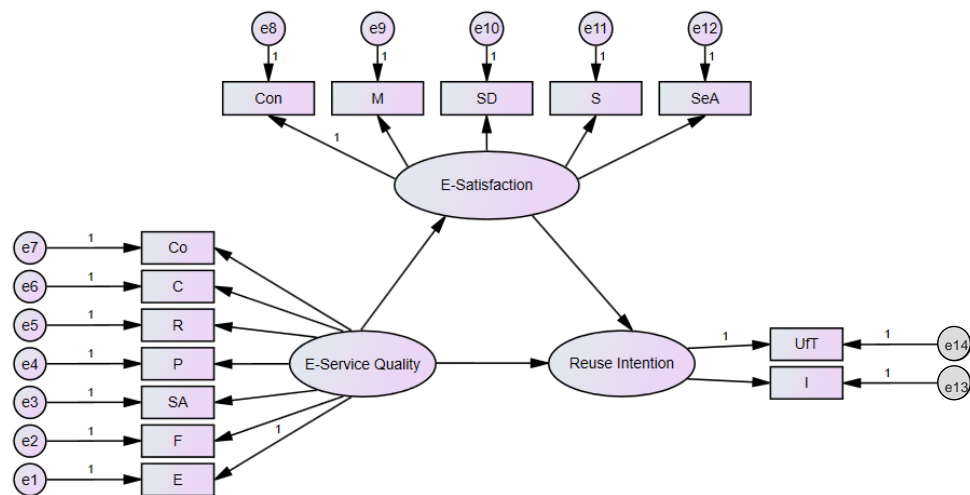 e8 e9 e10 e11 e12
1 1 1 1 1
Con M SD S SeA
1
E-Satisfaction
e7 1 Co
e6 1 C
e5 1 R
e4 1 P
e3 1 SA
e2 1 F
e1 1 E
1
E-Service Quality
Reuse Intention
1 UfT 1 e14
I 1 e13